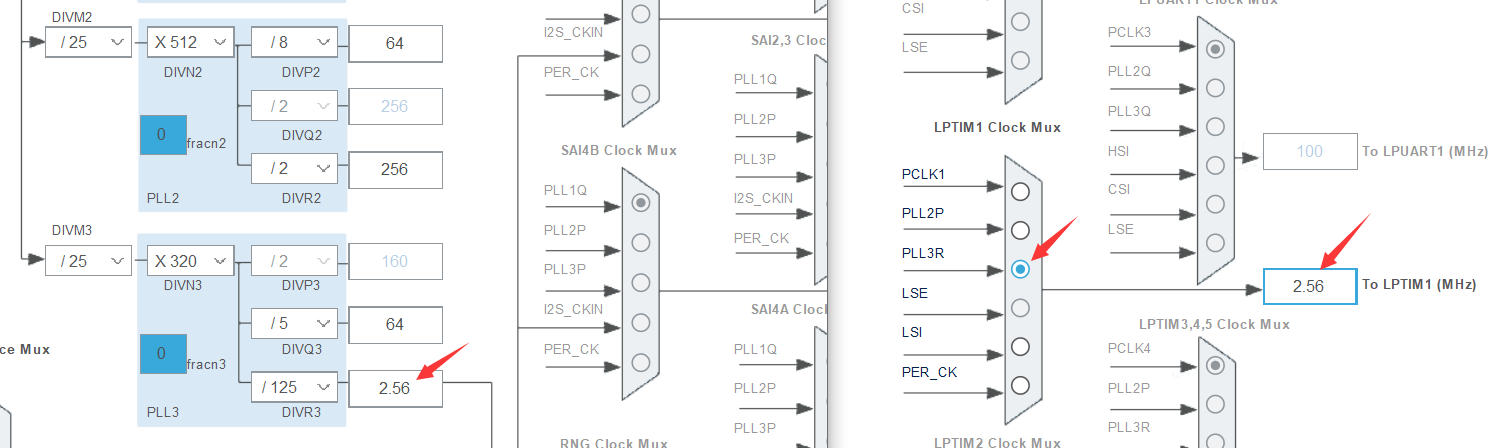 DIVM2
/ 25
X 512
DIVN2
/ 8
DIVP2
64
/ 2
DIVQ2
256
0
fracn2
/ 2
DIVR2
256
PLL2
DIVM3
/ 25
X 320
DIVN3
/ 2
DIVP3
160
/ 5
DIVQ3
64
0
fracn3
/ 125
DIVR3
2.56
PLL3
ce Mux
I2S_CKIN
PER_CK
SAI4B Clock Mux
PLL1Q
PLL2P
PLL3P
I2S_CKIN
PER_CK
RNG Clock Mux
SAI2,3 Cloc
PLL1Q
PLL2P
PLL3P
I2S_CKIN
PER_CK
SAI4A Clocl
PLL1Q
PLL2P
PLL3P
CSI
LSE
LPTIM1 Clock Mux
PCLK1
PLL2P
PLL3R
LSE
LSI
PER_CK
LPTIM2 Clock Mux
LPUART1 Clock Mux
PCLK3
PLL2Q
PLL3Q
HSI
CSI
LSE
100
To LPUART1 (MHz)
2.56
To LPTIM1 (MHz)
LPTIM3,4,5 Clock Mux
PCLK4
PLL2P
PLL3R